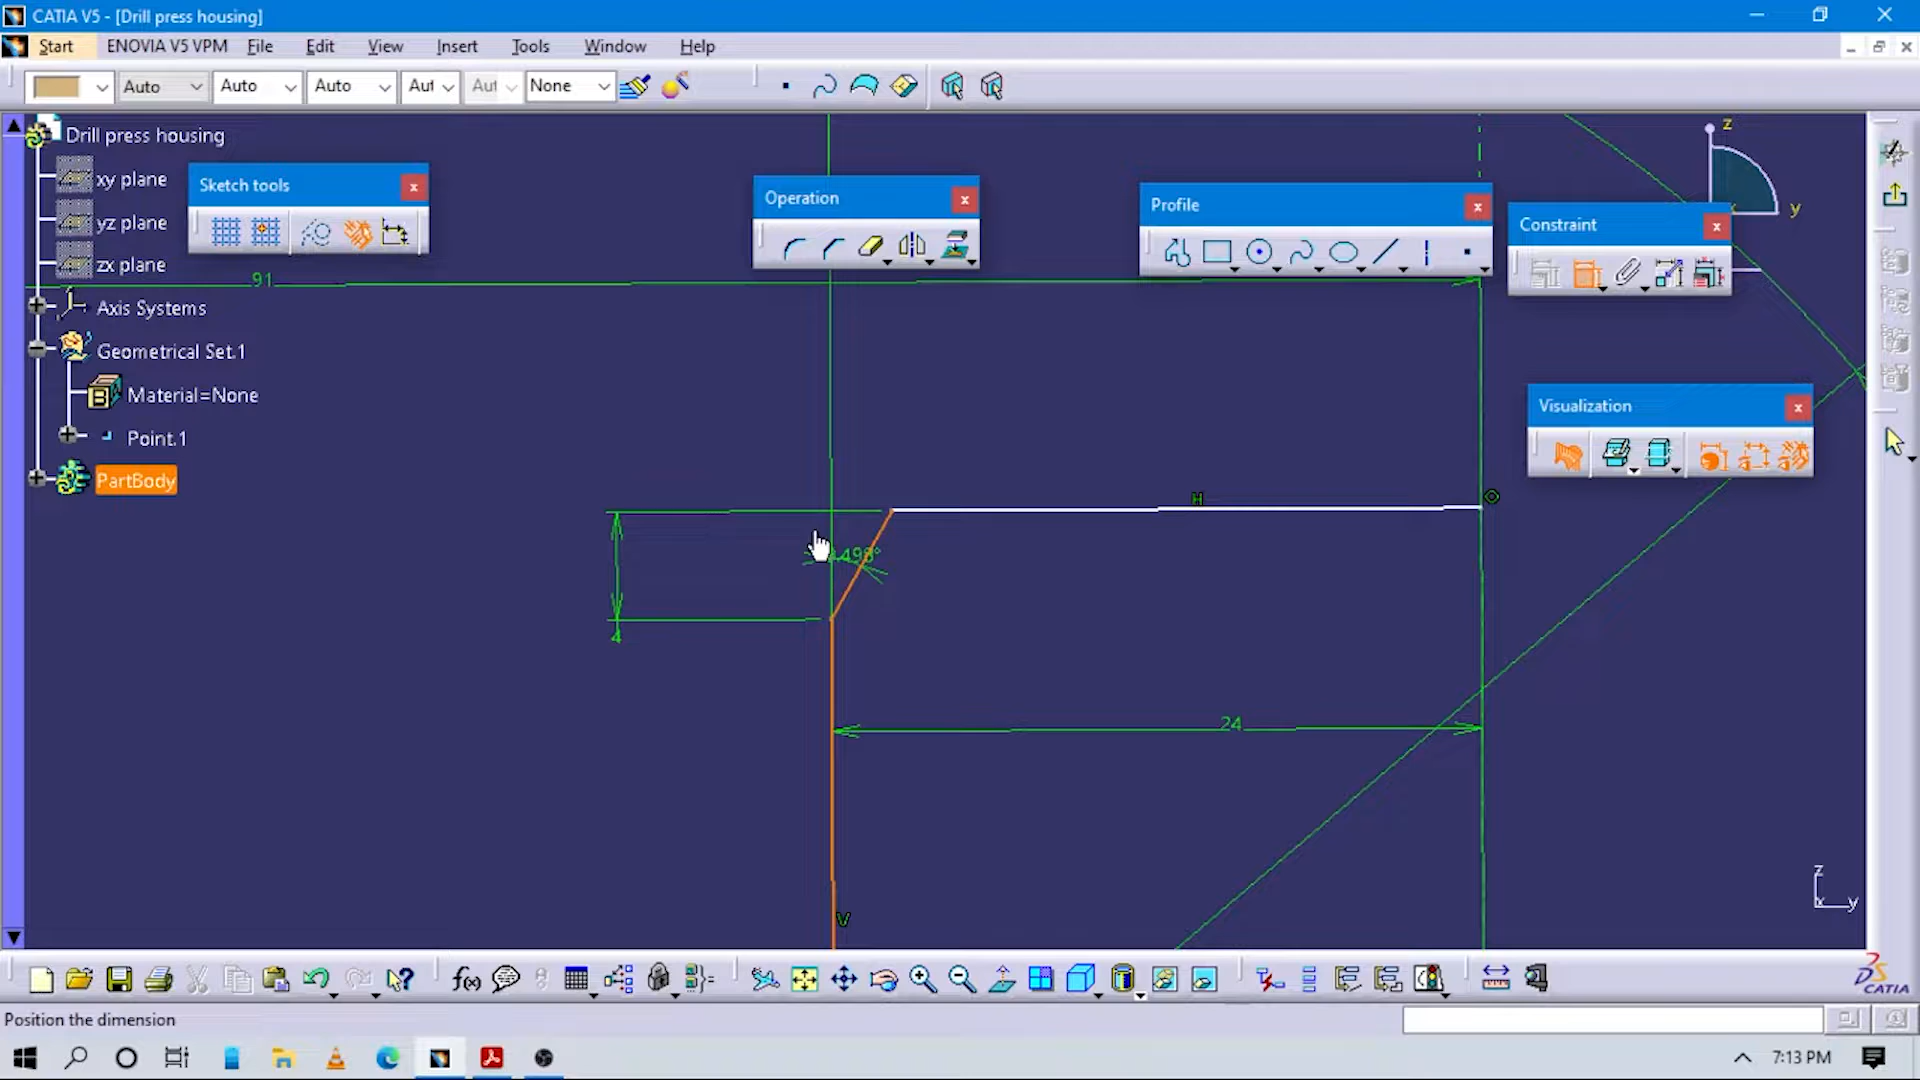 CATIA V5 - [Drill press housing]
Start ENOVIA V5 VPM File Edit View Insert Tools Window Help
Auto Auto Auto Aut Aut None
Drill press housing
xy plane
yz plane
zx plane
Axis Systems
Geometrical Set.1
Material=None
Point.1
PartBody
Sketch tools
Operation
Profile
Constraint
Visualization
z
y
91
H
4
24
V
z
x y
CATIA
Position the dimension
7:13 PM